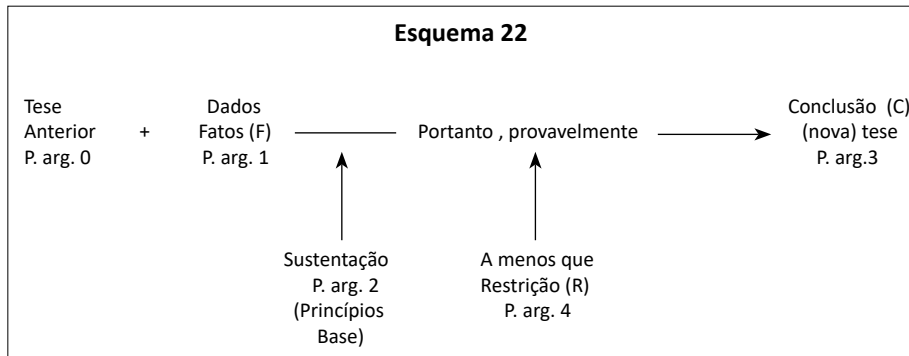 Esquema 22
Tese
Anterior
P. arg. 0
+
Dados
Fatos (F)
P. arg. 1
Portanto , provavelmente
Conclusão (C)
(nova) tese
P. arg.3
Sustentação
P. arg. 2
(Princípios
Base)
A menos que
Restrição (R)
P. arg. 4